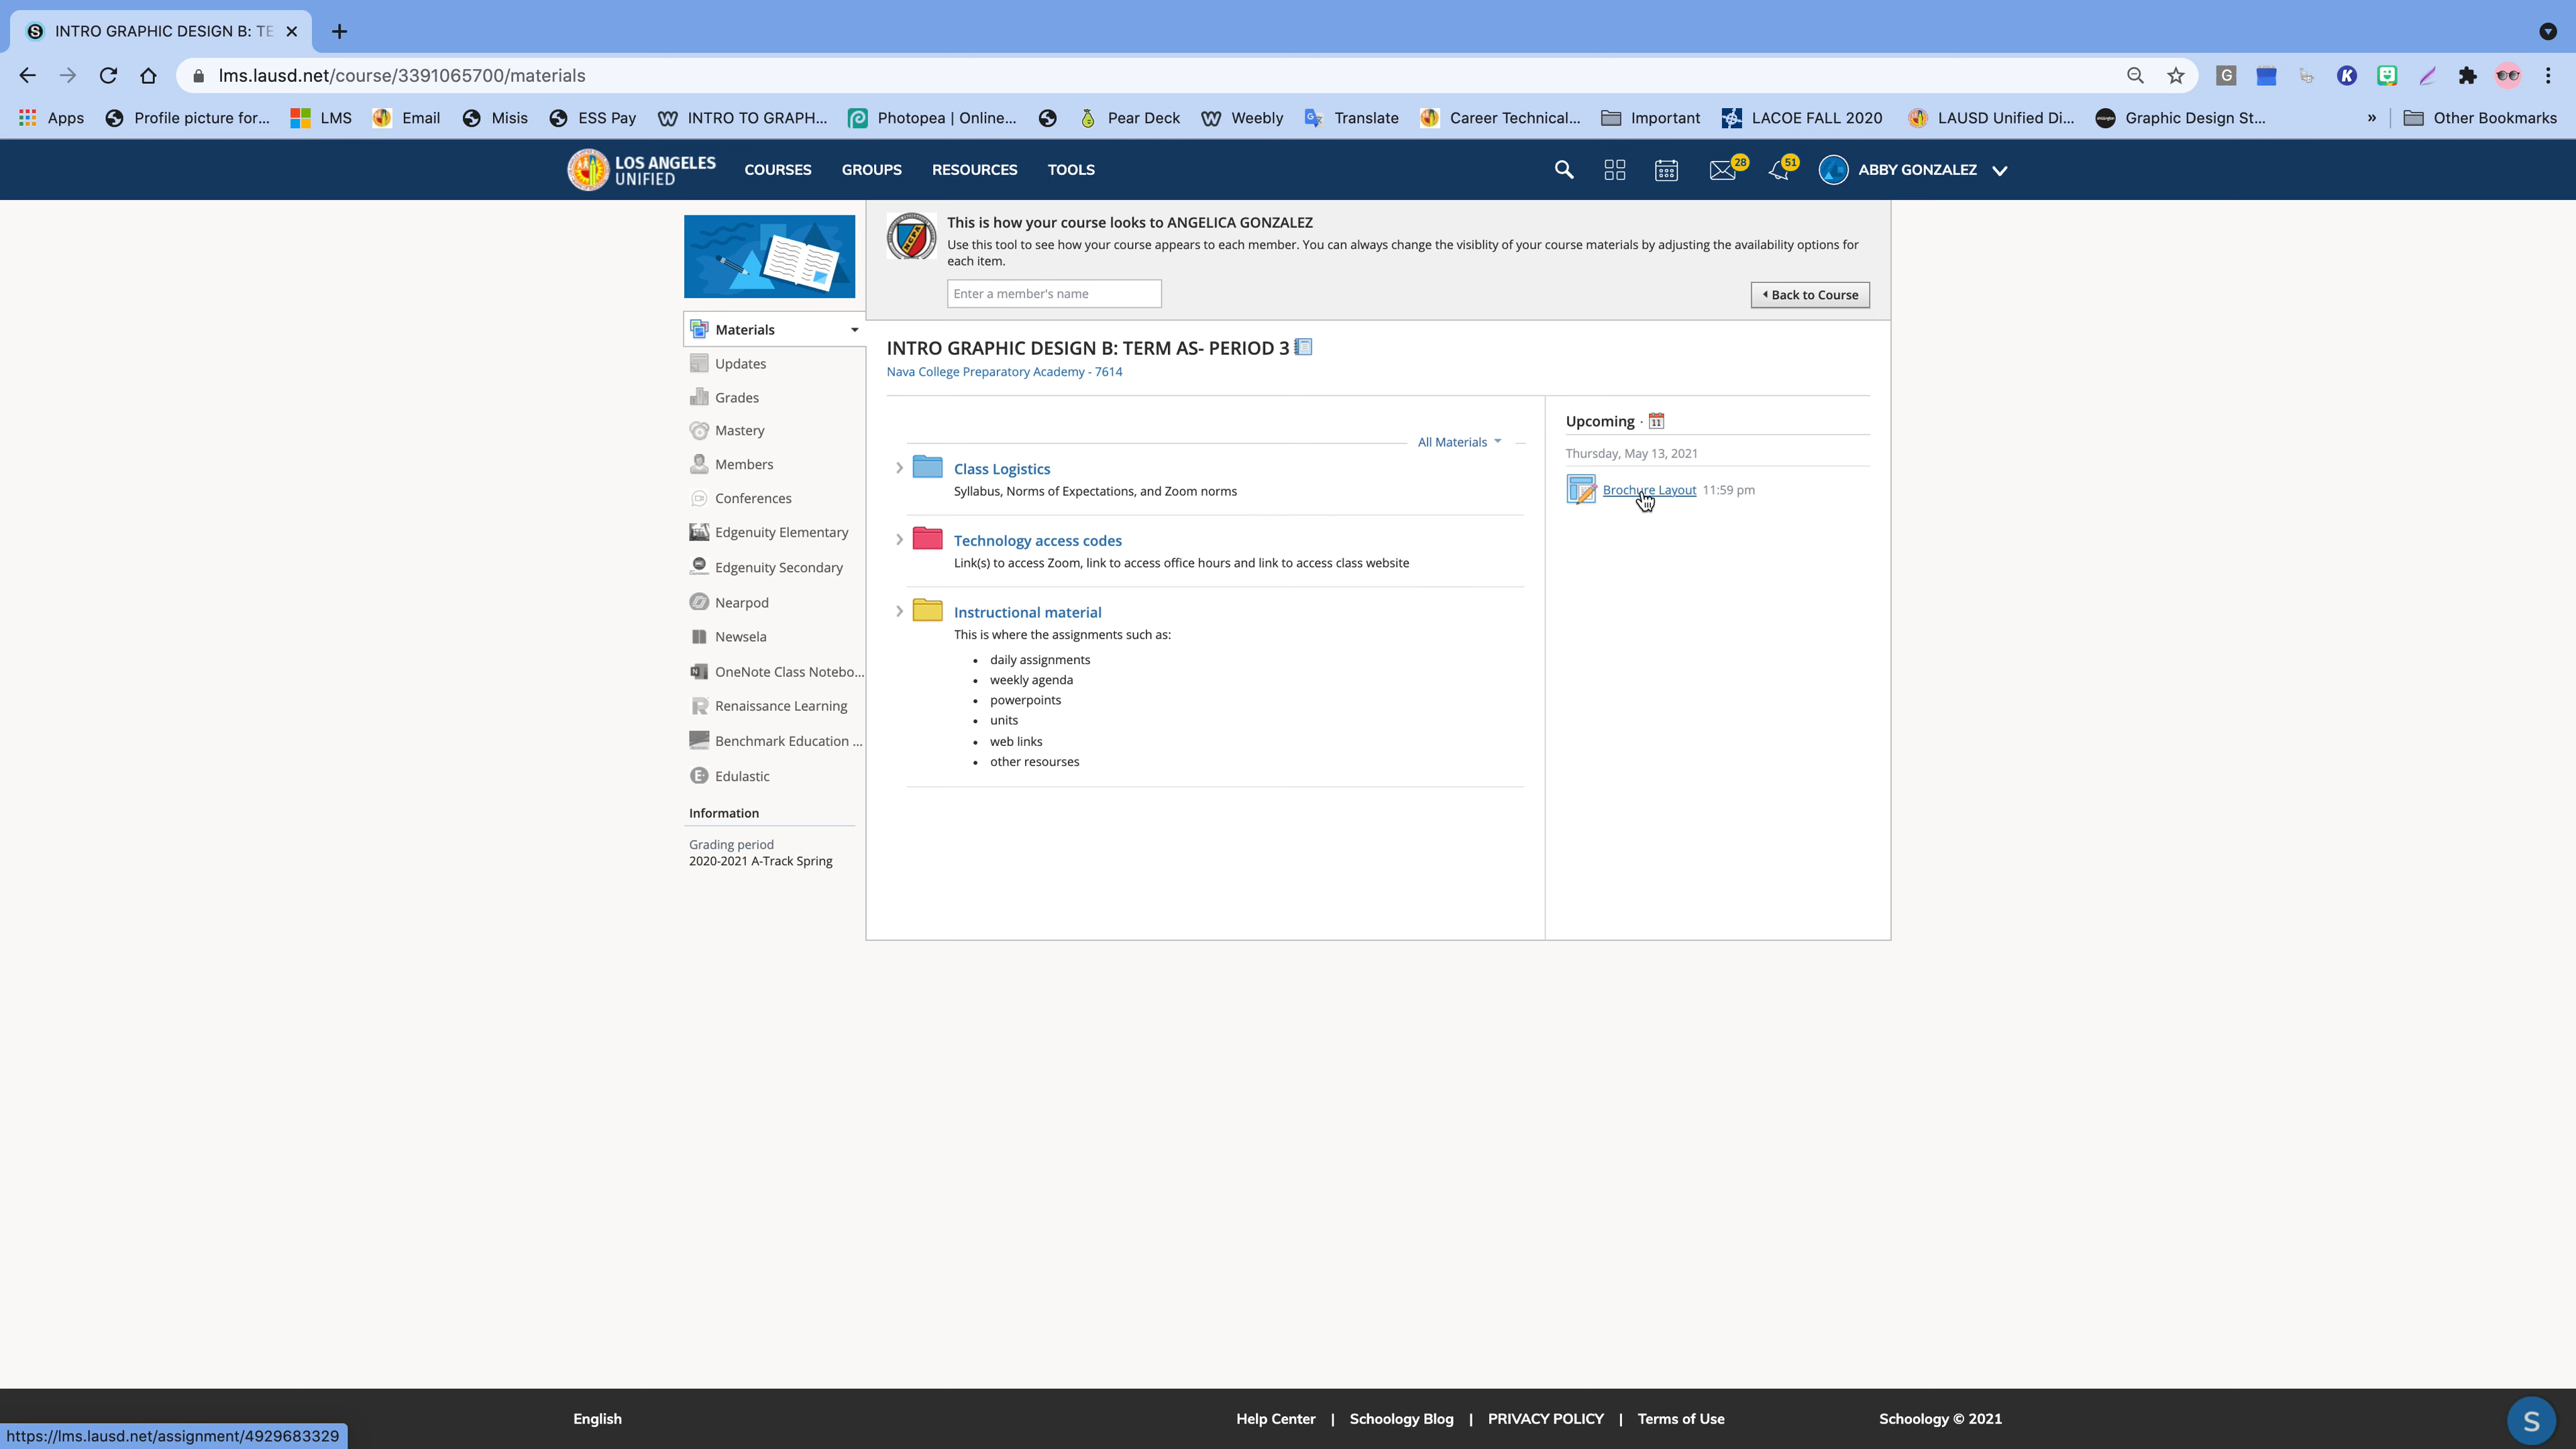 INTRO GRAPHIC DESIGN B: TE
lms.lausd.net/course/3391065700/materials
Apps
Profile picture for...
LMS
Email
Misis
ESS Pay
INTRO TO GRAPH...
Photopea | Online...
Pear Deck
Weebly
Translate
Career Technical...
Important
LACOE FALL 2020
LAUSD Unified Di...
Graphic Design St...
»
Other Bookmarks
LOS ANGELES
UNIFIED
COURSES
GROUPS
RESOURCES
TOOLS
28
51
ABBY GONZALEZ
This is how your course looks to ANGELICA GONZALEZ
Use this tool to see how your course appears to each member. You can always change the visiblity of your course materials by adjusting the availability options for
each item.
Enter a member's name
Back to Course
Materials
Updates
Grades
Mastery
Members
Conferences
Edgenuity Elementary
Edgenuity Secondary
Nearpod
Newsela
OneNote Class Notebo...
Renaissance Learning
Benchmark Education ...
Edulastic
Information
Grading period
2020-2021 A-Track Spring
INTRO GRAPHIC DESIGN B: TERM AS- PERIOD 3
Nava College Preparatory Academy - 7614
All Materials
Class Logistics
Syllabus, Norms of Expectations, and Zoom norms
Technology access codes
Link(s) to access Zoom, link to access office hours and link to access class website
Instructional material
This is where the assignments such as:
• daily assignments
• weekly agenda
• powerpoints
• units
• web links
• other resourses
Upcoming · 11
Thursday, May 13, 2021
Brochure Layout 11:59 pm
English
Help Center | Schoology Blog | PRIVACY POLICY | Terms of Use
Schoology © 2021
S
https://lms.lausd.net/assignment/4929683329